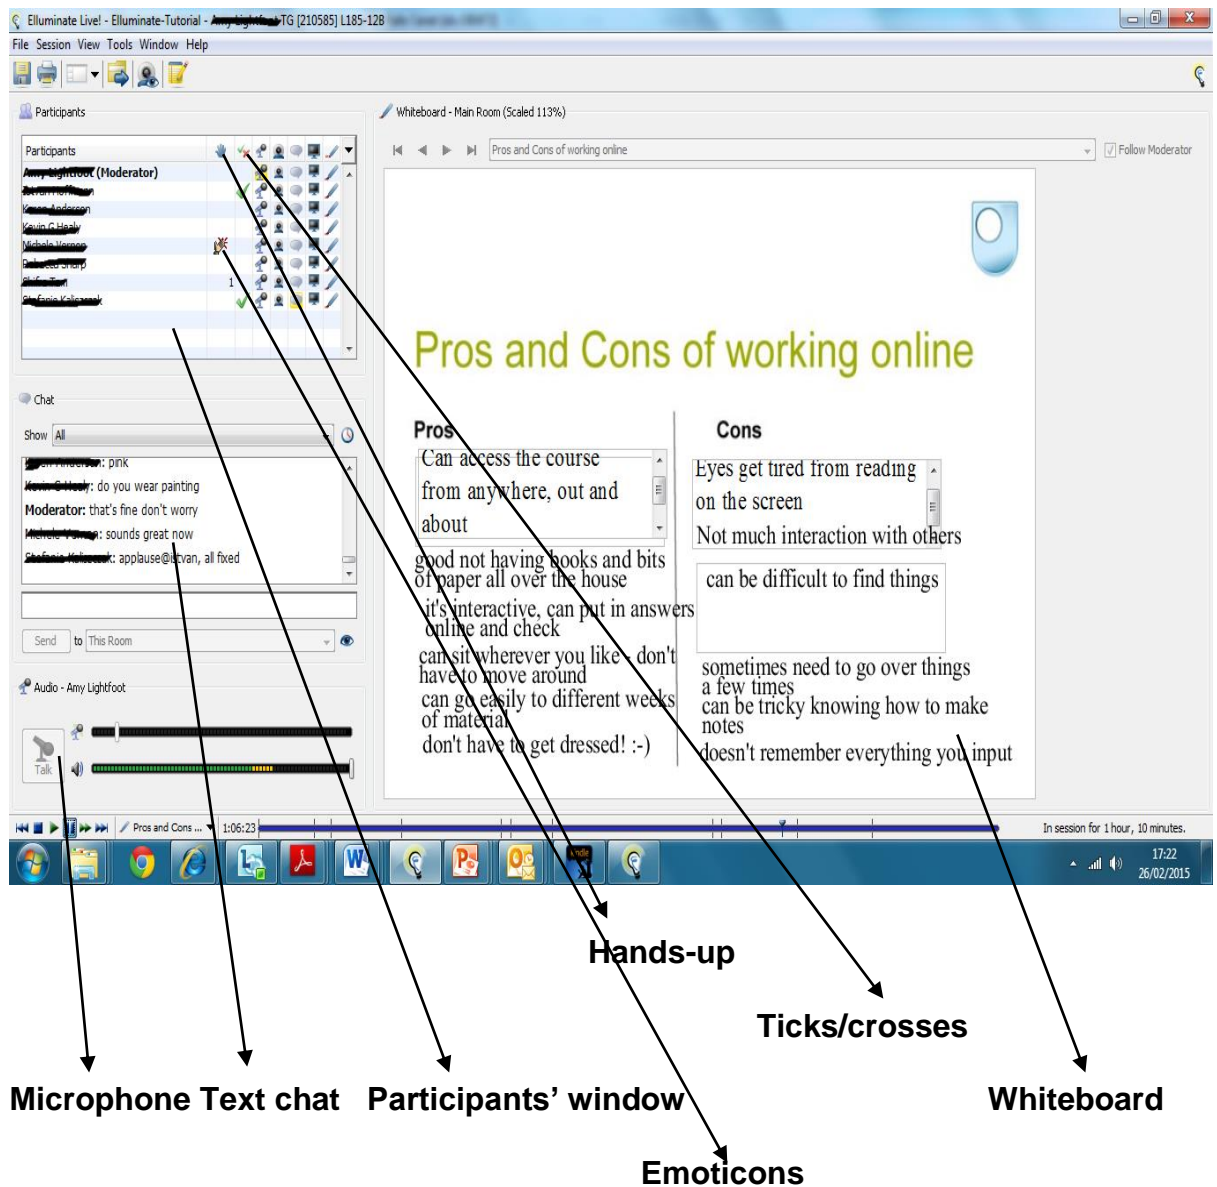 Elluminate Live! - Elluminate-Tutorial - TG [210585] L185-12B
File Session View Tools Window Help
Participants
Participants
(Moderator)
1
Chat
Show All
: pink
: do you wear painting
Moderator: that's fine don't worry
: sounds great now
: applause@istvan, all fixed
Send to This Room
Audio - Amy Lightfoot
Talk
Whiteboard - Main Room (Scaled 113%)
Pros and Cons of working online
Follow Moderator
Pros and Cons of working online
Pros
Can access the course
from anywhere, out and
about
good not having books and bits
of paper all over the house
it's interactive, can put in answers
online and check
can sit wherever you like - don't
have to move around
can go easily to different weeks
of material
don't have to get dressed! :-)
Cons
Eyes get tired from reading
on the screen
Not much interaction with others
can be difficult to find things
sometimes need to go over things
a few times
can be tricky knowing how to make
notes
doesn't remember everything you input
Pros and Cons ... 1:06:23
In session for 1 hour, 10 minutes.
kindle
17:22
26/02/2015
Hands-up
Ticks/crosses
Microphone Text chat Participants’ window Whiteboard
Emoticons